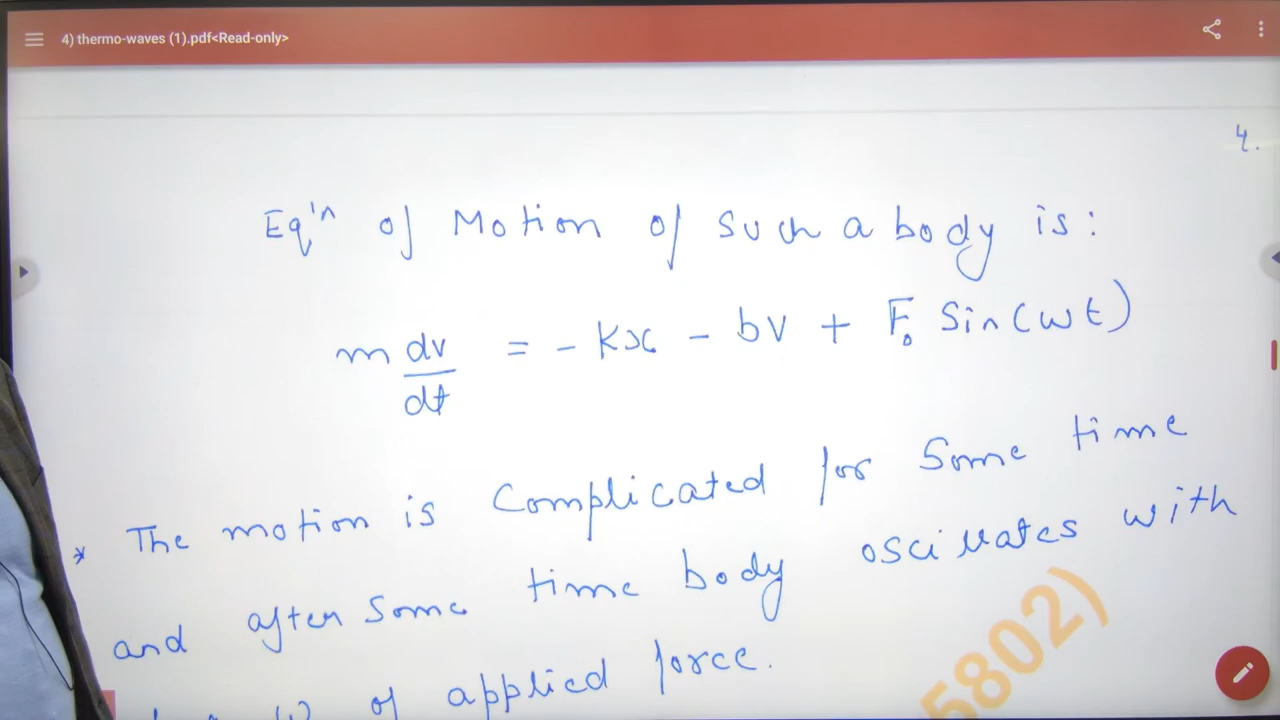 4) thermo-waves (1).pdf<Read-only>
4.
Eq'n of Motion of such a body is:
m dv/dt = - kx - bv + F₀ Sin(ωt)
* The motion is Complicated for Some time
and after some time body oscillates with
ω of applied force.
5802)